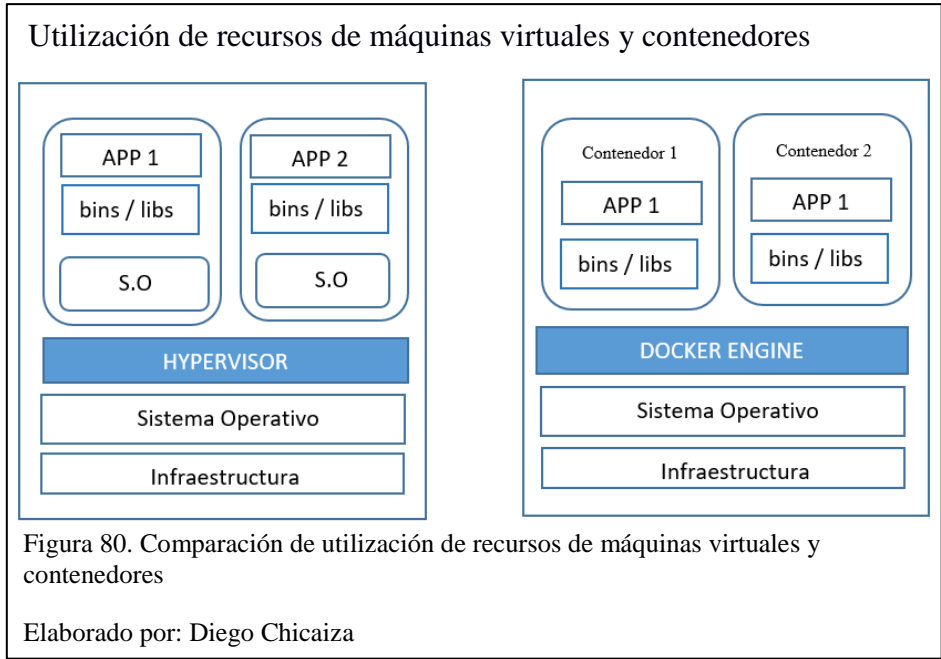 Utilización de recursos de máquinas virtuales y contenedores
APP 1
bins / libs
S.O
APP 2
bins / libs
S.O
HYPERVISOR
Sistema Operativo
Infraestructura
Contenedor 1
APP 1
bins / libs
Contenedor 2
APP 1
bins / libs
DOCKER ENGINE
Sistema Operativo
Infraestructura
Figura 80. Comparación de utilización de recursos de máquinas virtuales y
contenedores
Elaborado por: Diego Chicaiza